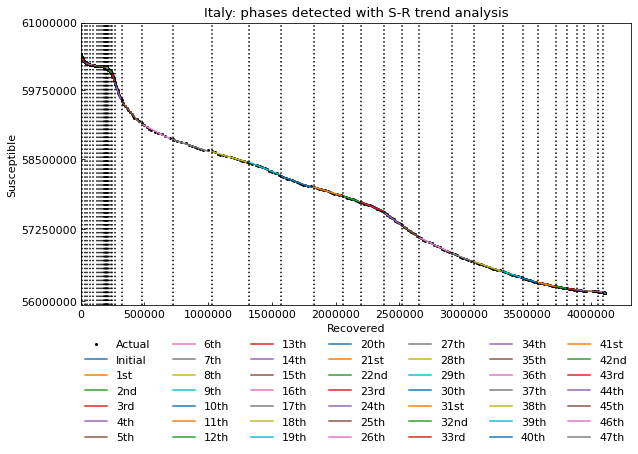 Italy: phases detected with S-R trend analysis
61000000
59750000
58500000
57250000
56000000
Susceptible
0 500000 1000000 1500000 2000000 2500000 3000000 3500000 4000000
Recovered
Actual 6th 13th 20th 27th 34th 41st
Initial 7th 14th 21st 28th 35th 42nd
1st 8th 15th 22nd 29th 36th 43rd
2nd 9th 16th 23rd 30th 37th 44th
3rd 10th 17th 24th 31st 38th 45th
4th 11th 18th 25th 32nd 39th 46th
5th 12th 19th 26th 33rd 40th 47th